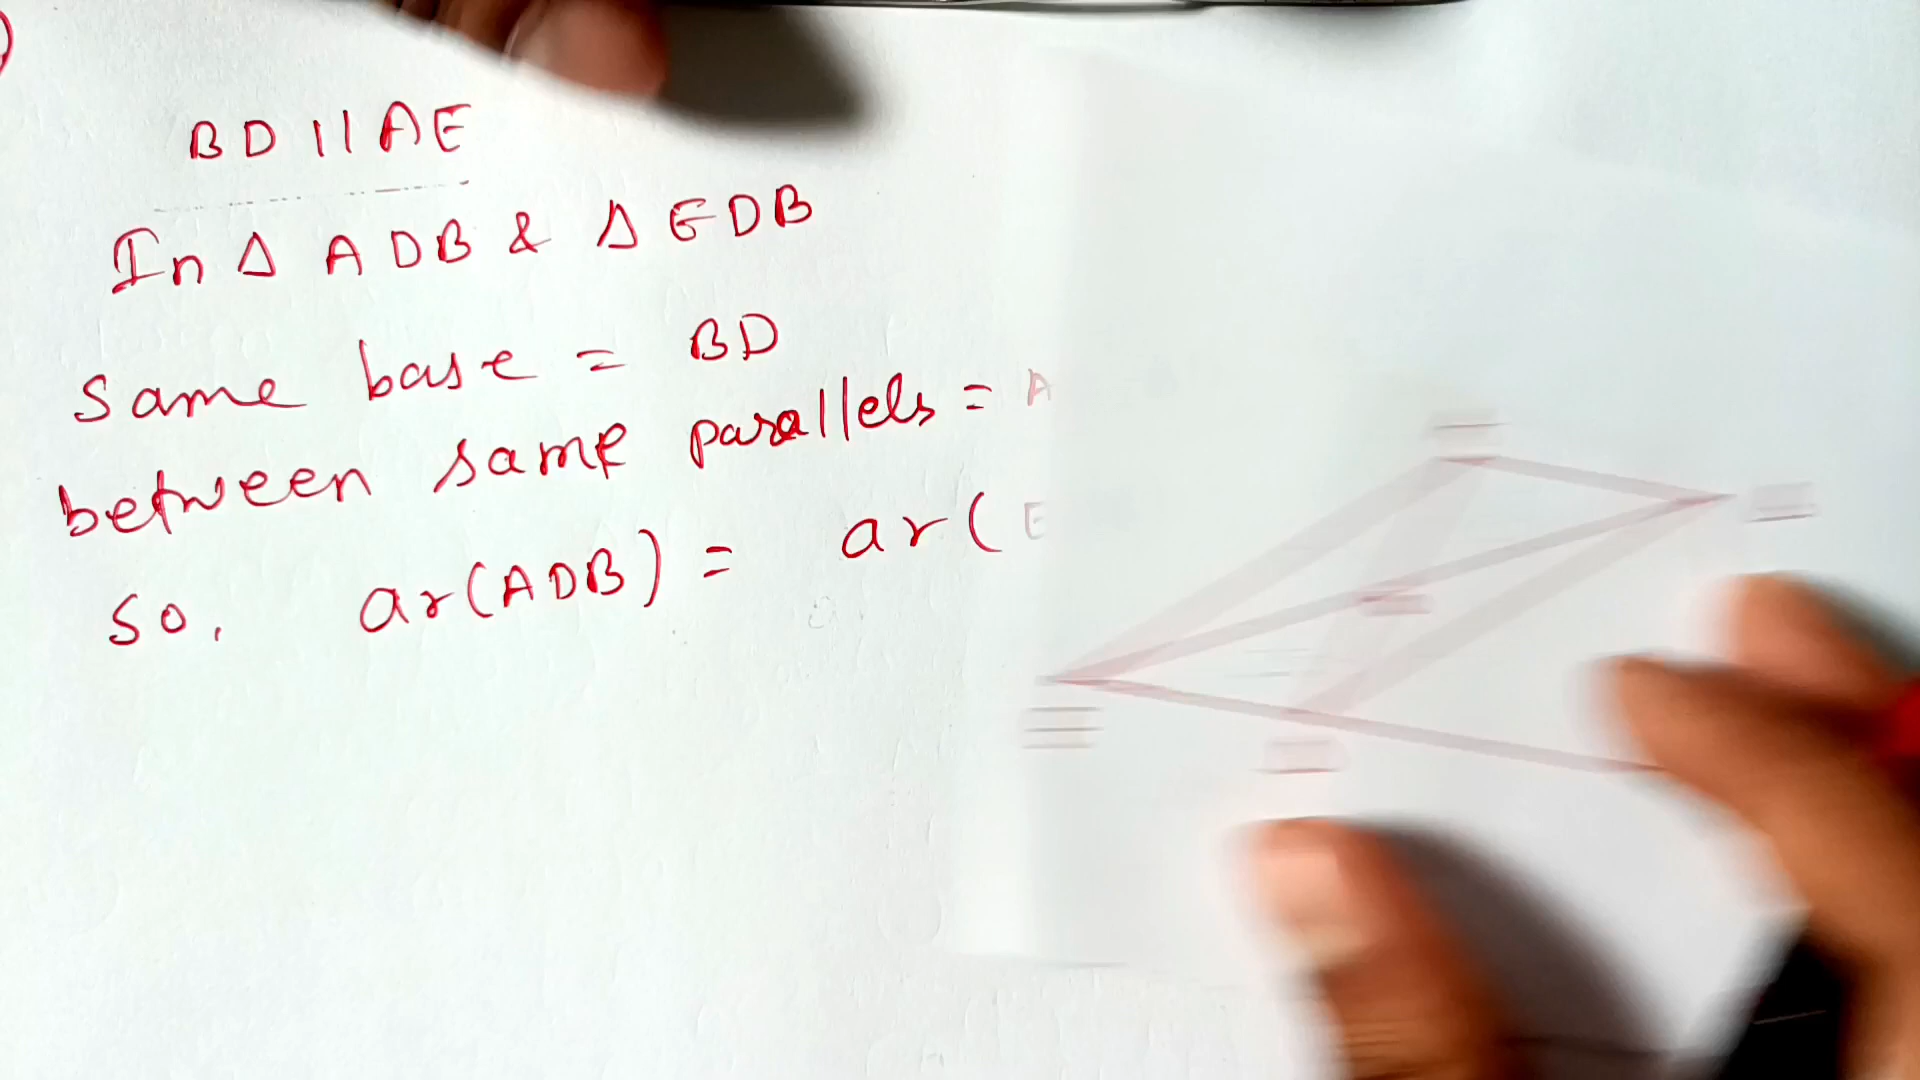 BD || AE
In Δ ADB & Δ EDB
Same base = BD
between same parallels = A
So, ar(ADB) = ar(E